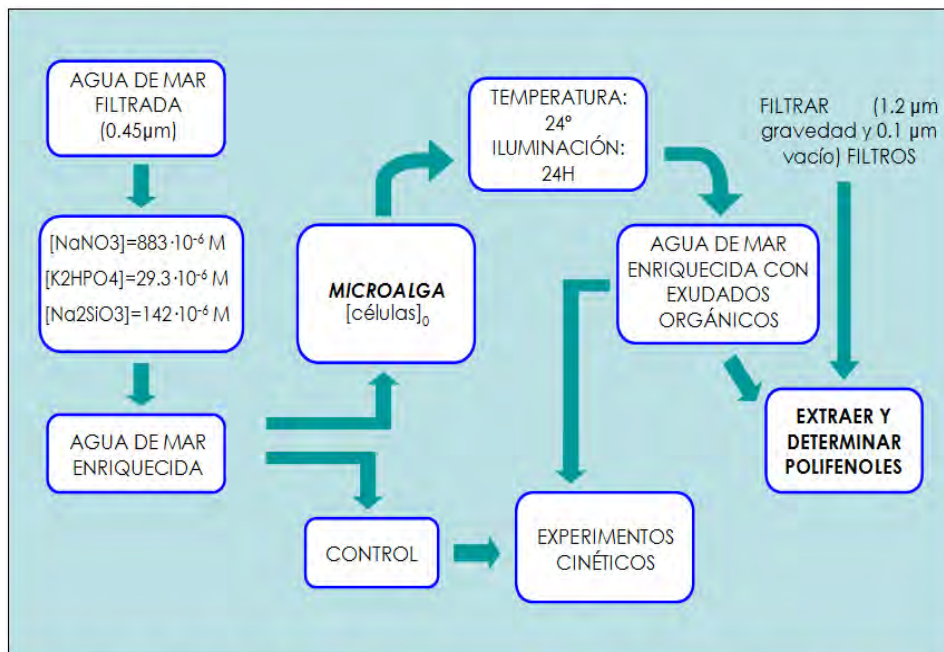 AGUA DE MAR
FILTRADA
(0.45µm)
[NaNO3]=883·10⁻⁶ M
[K2HPO4]=29.3·10⁻⁶ M
[Na2SiO3]=142·10⁻⁶ M
AGUA DE MAR
ENRIQUECIDA
MICROALGA
[células]₀
CONTROL
TEMPERATURA:
24º
ILUMINACIÓN:
24H
AGUA DE MAR
ENRIQUECIDA CON
EXUDADOS
ORGÁNICOS
EXPERIMENTOS
CINÉTICOS
FILTRAR (1.2 µm
gravedad y 0.1 µm
vacío) FILTROS
EXTRAER Y
DETERMINAR
POLIFENOLES